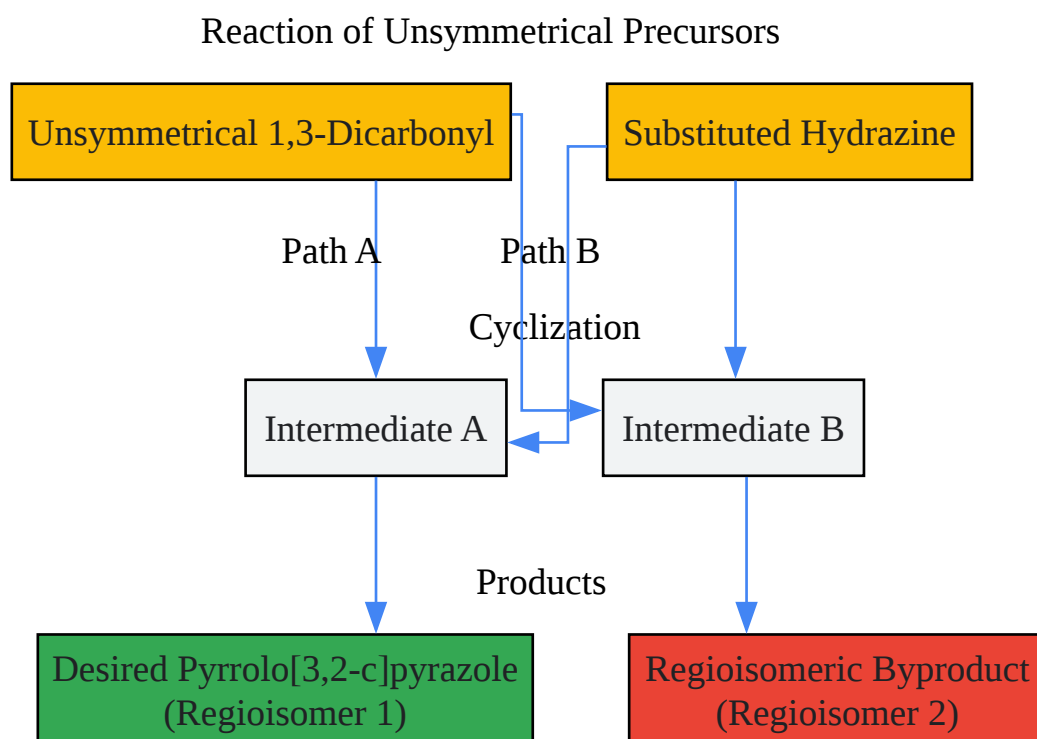 Reaction of Unsymmetrical Precursors
Unsymmetrical 1,3-Dicarbonyl
Substituted Hydrazine
Path A
Path B
Cyclization
Intermediate A
Intermediate B
Products
Desired Pyrrolo[3,2-c]pyrazole
(Regioisomer 1)
Regioisomeric Byproduct
(Regioisomer 2)